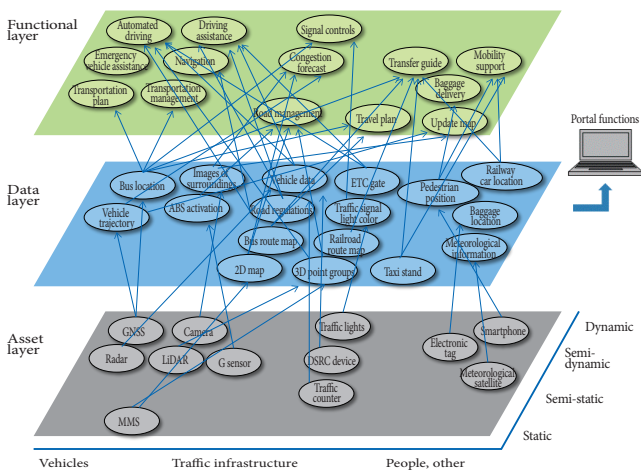 Functional
layer
Automated
driving
Driving
assistance
Signal controls
Emergency
vehicle assistance
Navigation
Congestion
forecast
Transfer guide
Mobility
support
Transportation
plan
Transportation
management
Baggage
delivery
Road management
Travel plan
Update map
Portal functions
Data
layer
Bus location
Images of
surroundings
Vehicle data
ETC gate
Pedestrian
position
Railway
car location
Vehicle
trajectory
ABS activation
Road regulations
Traffic signal
light color
Baggage
location
Bus route map
Railroad
route map
Meteorological
information
2D map
3D point groups
Taxi stand
Asset
layer
GNSS
Camera
Traffic lights
Smartphone
Radar
LiDAR
G sensor
DSRC device
Electronic
tag
Meteorological
satellite
Traffic
counter
MMS
Dynamic
Semi-
dynamic
Semi-static
Static
Vehicles
Traffic infrastructure
People, other